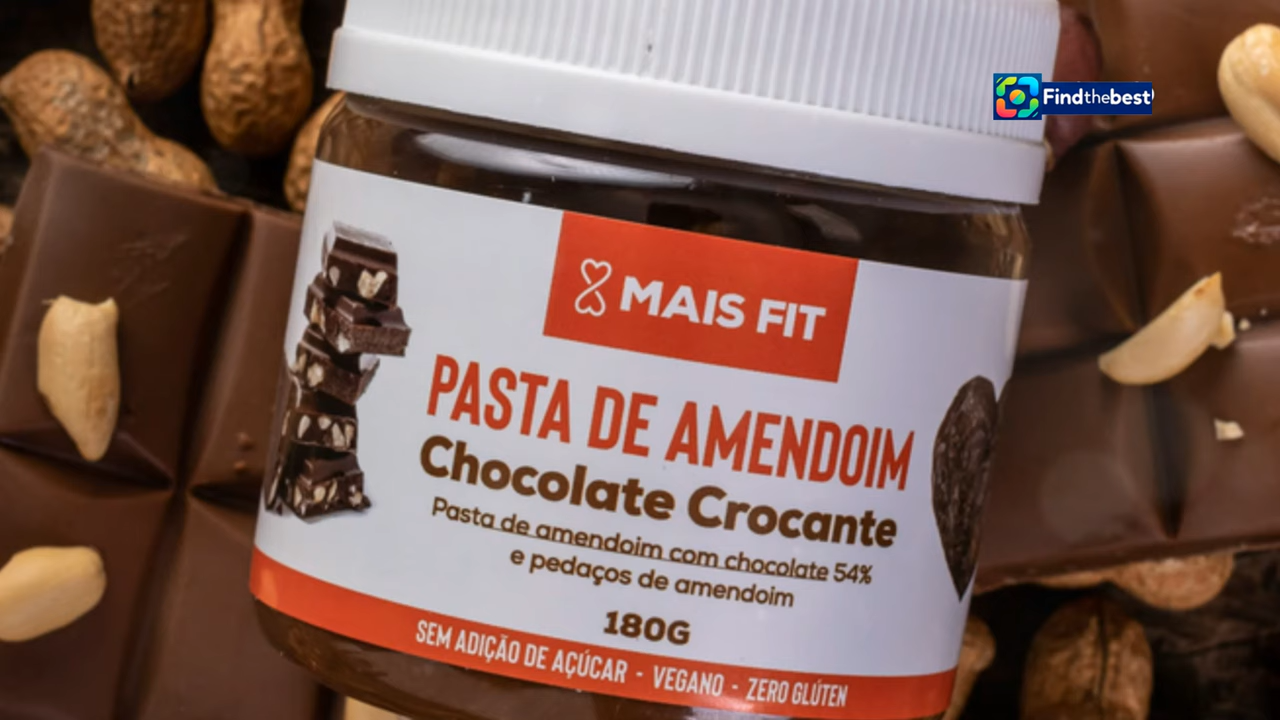 Findthebest
MAIS FIT
PASTA DE AMENDOIM
Chocolate Crocante
Pasta de amendoim com chocolate 54%
e pedaços de amendoim
180G
SEM ADIÇÃO DE AÇÚCAR - VEGANO - ZERO GLÚTEN